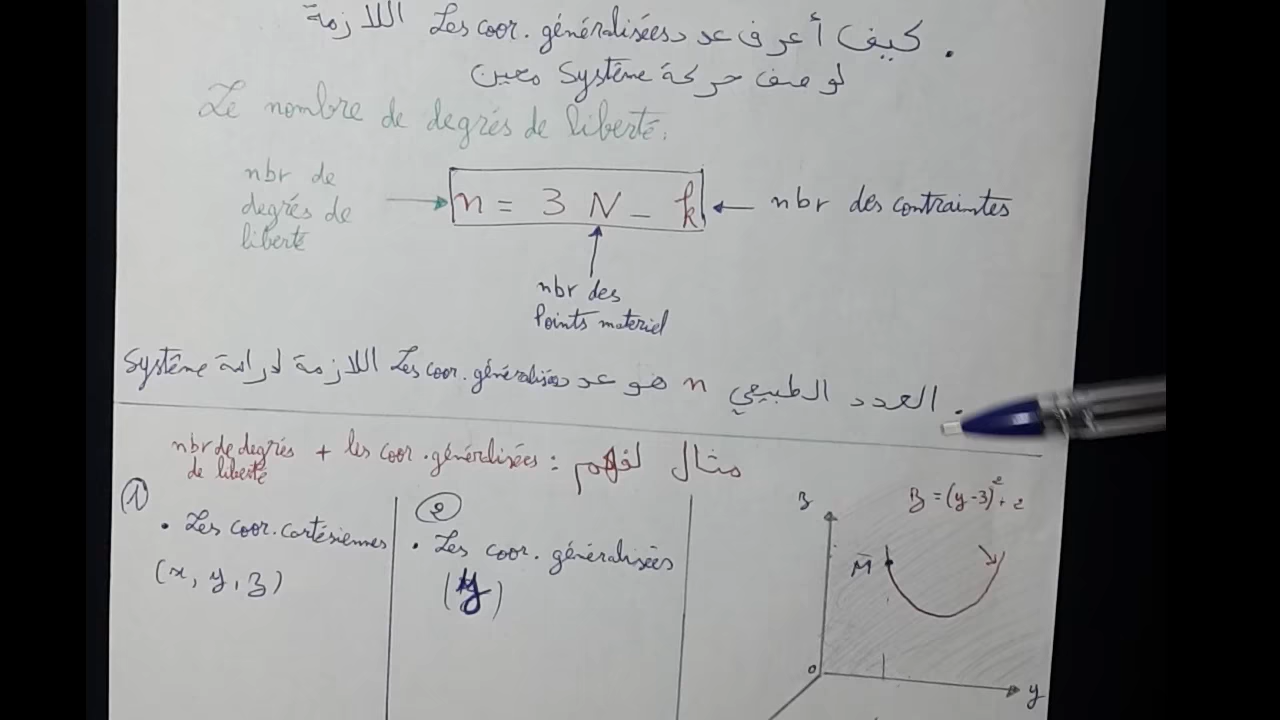 . كيف أعرف عدد Les coor. généralisées اللازمة
لوصف حركة système معين
Le nombre de degrés de liberté.
nbr de
degrés de
liberté
n = 3 N - k
nbr des contraintes
nbr des
Points materiel
. العدد الطبيعي n هو عدد Les coor. généralisées اللازمة لدراسة système
مثال لفهم : nbr de degrés de liberté + les coor. générlisées
1
. Les coor. cartésiennes
(x, y, z)
2
. Les coor. généralisées
(y)
z
z = (y-3)² + 2
M
o
y